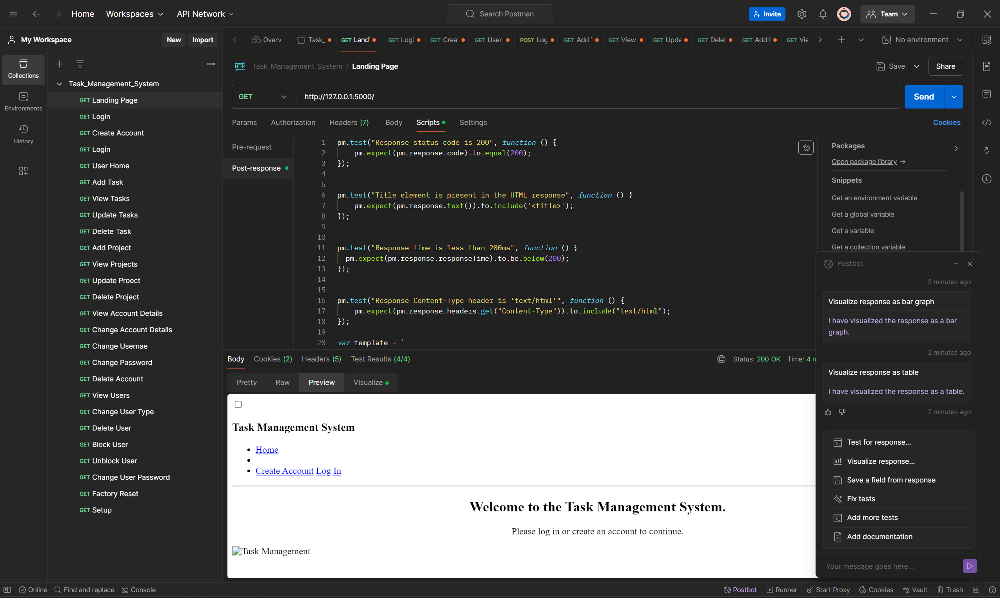 Home Workspaces API Network Search Postman Invite Team
My Workspace New Import
Overvi Task_ GET Land GET Logi GET Crea GET User POST Log GET Add GET View GET Upda GET Delet GET Add GET Vie No environment
Collections
Environments
History
Task_Management_System
GET Landing Page
GET Login
GET Create Account
GET Login
GET User Home
GET Add Task
GET View Tasks
GET Update Tasks
GET Delete Task
GET Add Project
GET View Projects
GET Update Proect
GET Delete Project
GET View Account Details
GET Change Account Details
GET Change Usernae
GET Change Password
GET Delete Account
GET View Users
GET Change User Type
GET Delete User
GET Block User
GET Unblock User
GET Change User Password
GET Factory Reset
GET Setup
HTTP Task_Management_System / Landing Page Save Share
GET http://127.0.0.1:5000/ Send
Params Authorization Headers (7) Body Scripts Settings Cookies
Pre-request
Post-response
1 pm.test("Response status code is 200", function () {
2 pm.expect(pm.response.code).to.equal(200);
3 });
4
5
6 pm.test("Title element is present in the HTML response", function () {
7 pm.expect(pm.response.text()).to.include('<title>');
8 });
9
10
11 pm.test("Response time is less than 200ms", function () {
12 pm.expect(pm.response.responseTime).to.be.below(200);
13 });
14
15
16 pm.test("Response Content-Type header is 'text/html'", function () {
17 pm.expect(pm.response.headers.get("Content-Type")).to.include("text/html");
18 });
19
20 var template = `
Packages
Open package library →
Snippets
Get an environment variable
Get a global variable
Get a variable
Get a collection variable
Body Cookies (2) Headers (5) Test Results (4/4) Status: 200 OK Time: 4 m
Pretty Raw Preview Visualize
Task Management System
Home
_______________________________
Create Account Log In
Welcome to the Task Management System.
Please log in or create an account to continue.
Task Management
Postbot
3 minutes ago
Visualize response as bar graph
I have visualized the response as a bar
graph.
2 minutes ago
Visualize response as table
I have visualized the response as a table.
2 minutes ago
Test for response...
Visualize response...
Save a field from response
Fix tests
Add more tests
Add documentation
Your message goes here...
Online Find and replace Console Postbot Runner Start Proxy Cookies Vault Trash